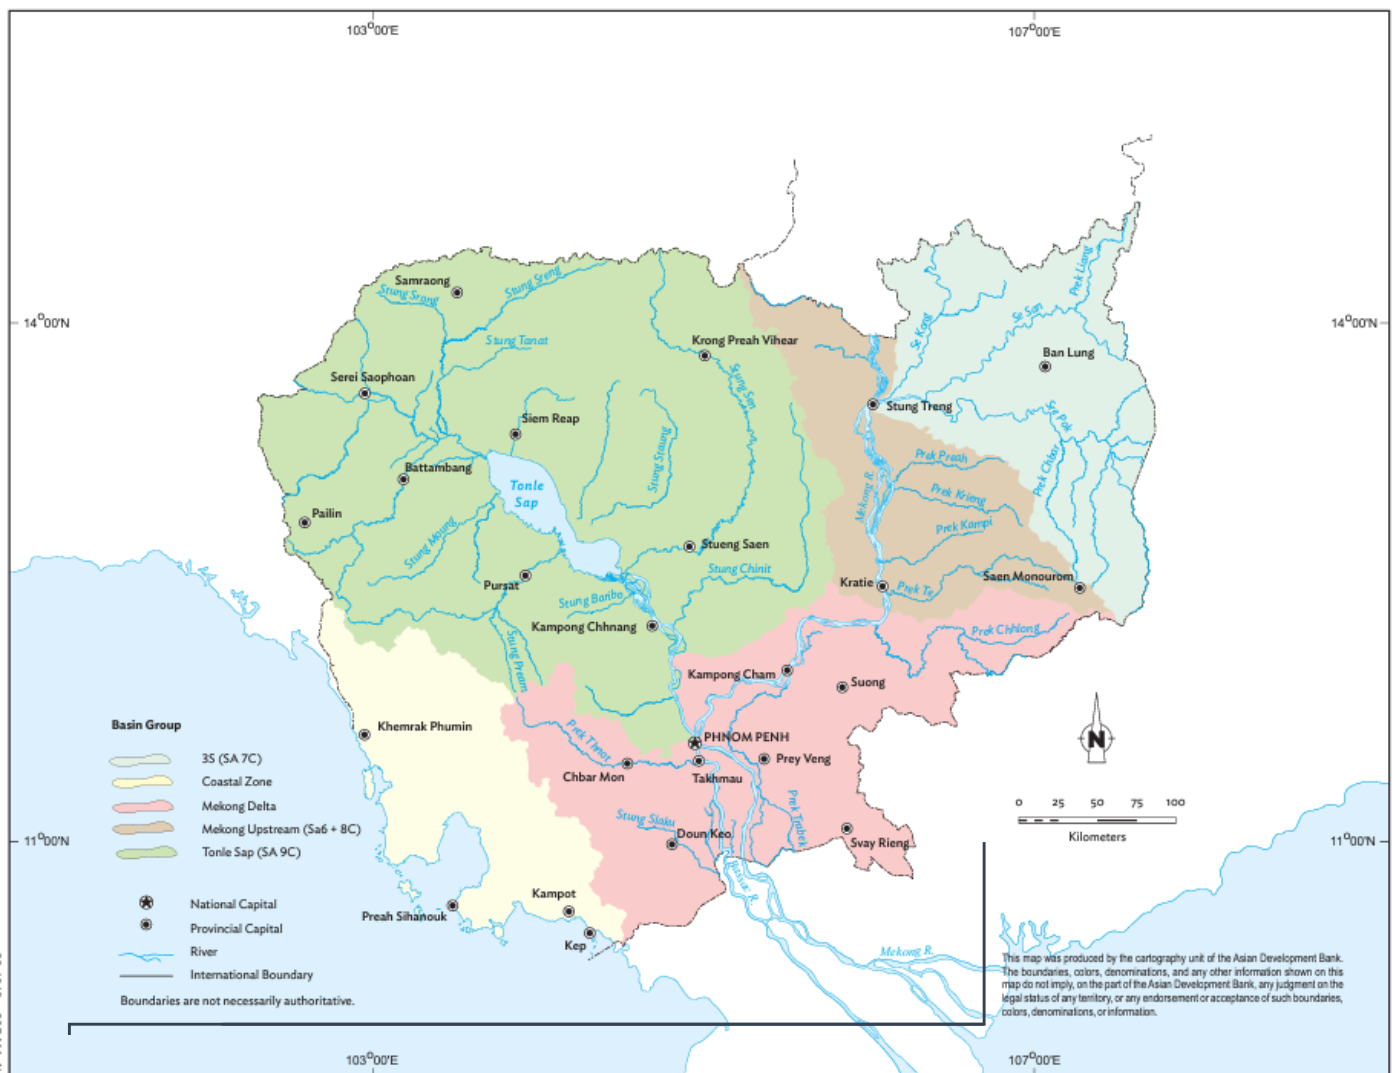 103°00'E
107°00'E
14°00'N
14°00'N
Samraong
Stung Srang
Stung Sreng
Stung Tanat
Krong Preah Vihear
Serei Saophoan
Siem Reap
Stung Sen
Stung Staung
Battambang
Tonle
Sap
Pailin
Stung Moung
Stueng Saen
Stung Chinit
Pursat
Stung Baribo
Kampong Chhnang
Stung Pream
Prek Liang
Se San
Se Kong
Ban Lung
Stung Treng
Sre Pok
Prek Chbar
Prek Preah
Mekong R.
Prek Krieng
Prek Kampi
Kratie
Prek Te
Saen Monourom
Prek Chhlong
Kampong Cham
Suong
Khemrak Phumin
PHNOM PENH
Prek Thnot
Chbar Mon
Takhmau
Prey Veng
Prek Trabek
Stung Slaku
Doun Keo
Svay Rieng
Bassac R.
Kampot
Preah Sihanouk
Kep
Mekong R.
Basin Group
3S (SA 7C)
Coastal Zone
Mekong Delta
Mekong Upstream (Sa6 + 8C)
Tonle Sap (SA 9C)
National Capital
Provincial Capital
River
International Boundary
Boundaries are not necessarily authoritative.
N
0 25 50 75 100
Kilometers
11°00'N
11°00'N
This map was produced by the cartography unit of the Asian Development Bank.
The boundaries, colors, denominations, and any other information shown on this
map do not imply, on the part of the Asian Development Bank, any judgment on the
legal status of any territory, or any endorsement or acceptance of such boundaries,
colors, denominations, or information.
103°00'E
107°00'E